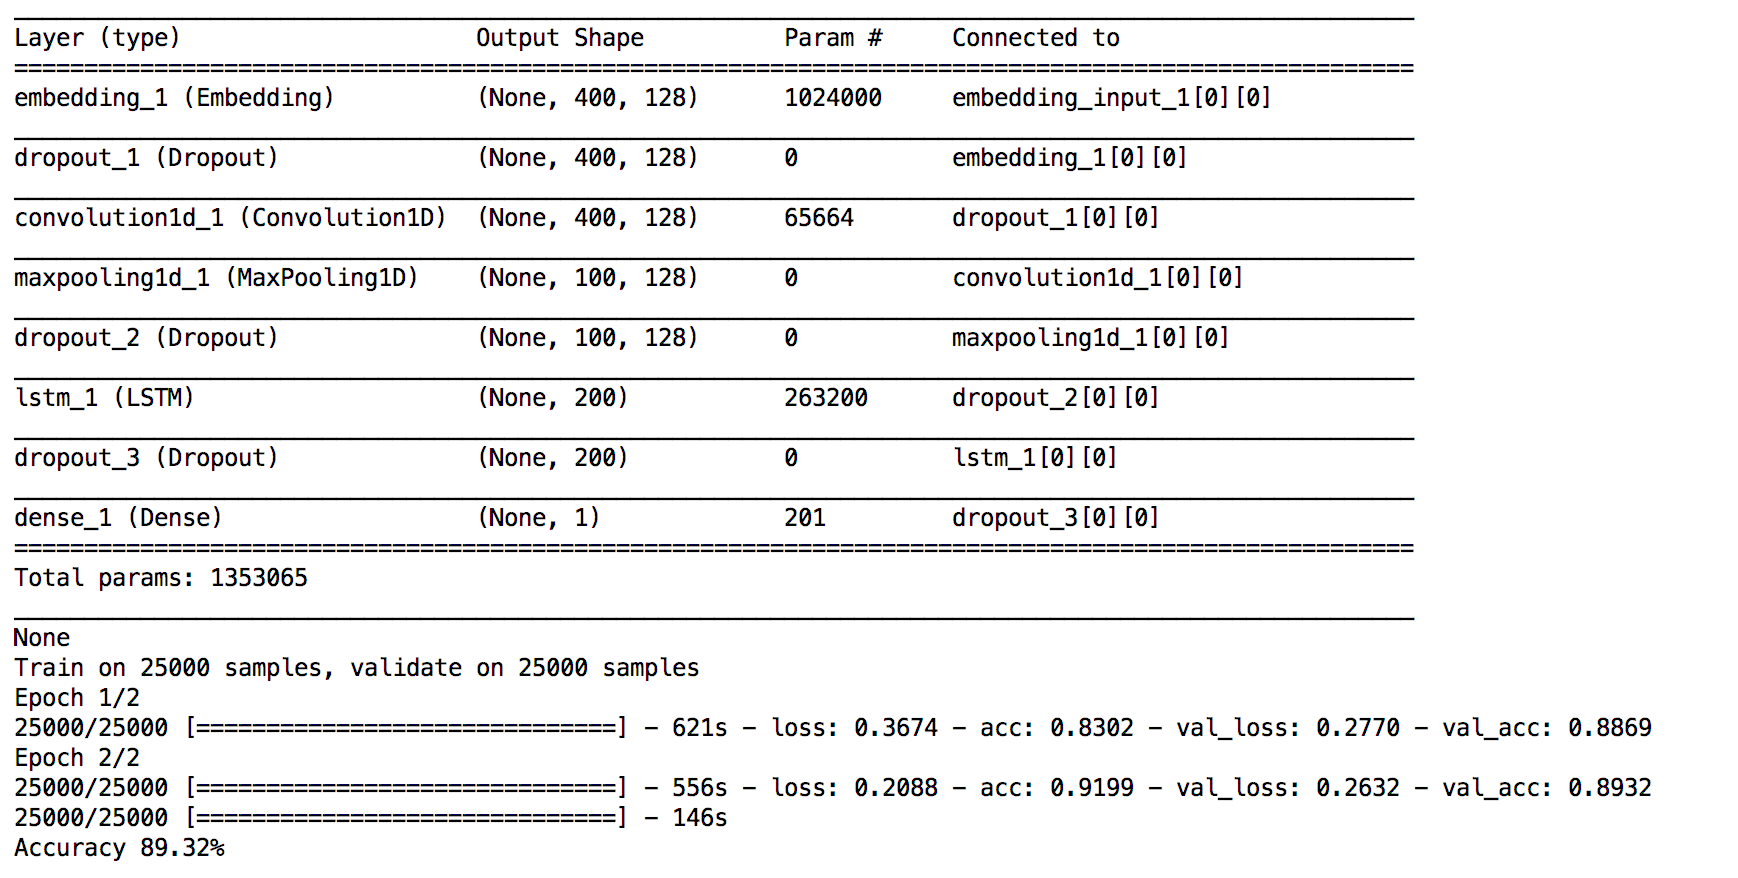 Layer (type)                     Output Shape          Param #     Connected to
====================================================================================================
embedding_1 (Embedding)          (None, 400, 128)      1024000     embedding_input_1[0][0]
dropout_1 (Dropout)              (None, 400, 128)      0           embedding_1[0][0]
convolution1d_1 (Convolution1D)  (None, 400, 128)      65664       dropout_1[0][0]
maxpooling1d_1 (MaxPooling1D)    (None, 100, 128)      0           convolution1d_1[0][0]
dropout_2 (Dropout)              (None, 100, 128)      0           maxpooling1d_1[0][0]
lstm_1 (LSTM)                    (None, 200)           263200      dropout_2[0][0]
dropout_3 (Dropout)              (None, 200)           0           lstm_1[0][0]
dense_1 (Dense)                  (None, 1)             201         dropout_3[0][0]
====================================================================================================
Total params: 1353065
None
Train on 25000 samples, validate on 25000 samples
Epoch 1/2
25000/25000 [==============================] - 621s - loss: 0.3674 - acc: 0.8302 - val_loss: 0.2770 - val_acc: 0.8869
Epoch 2/2
25000/25000 [==============================] - 556s - loss: 0.2088 - acc: 0.9199 - val_loss: 0.2632 - val_acc: 0.8932
25000/25000 [==============================] - 146s
Accuracy 89.32%